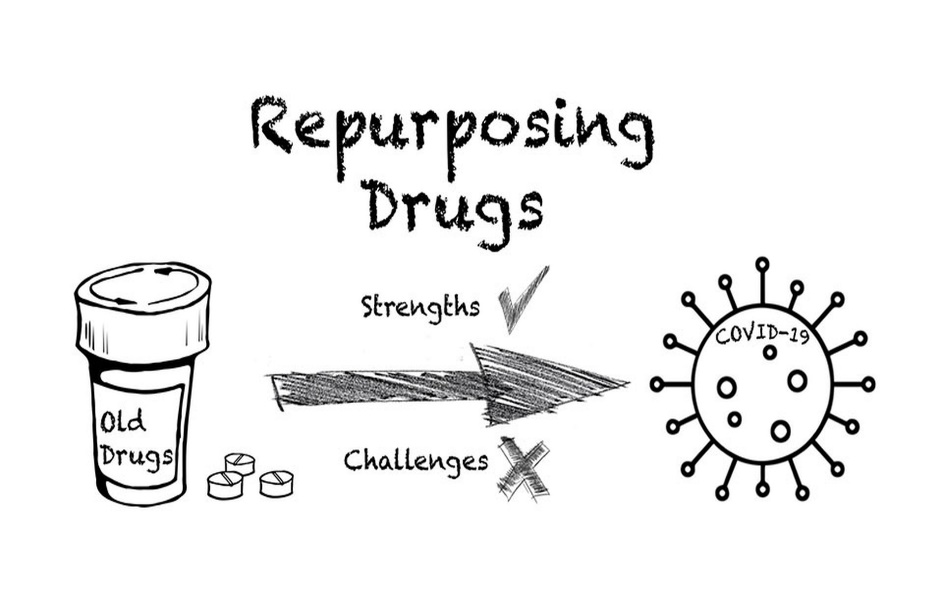 Repurposing
Drugs
Strengths
COVID-19
Old
Drugs
Challenges